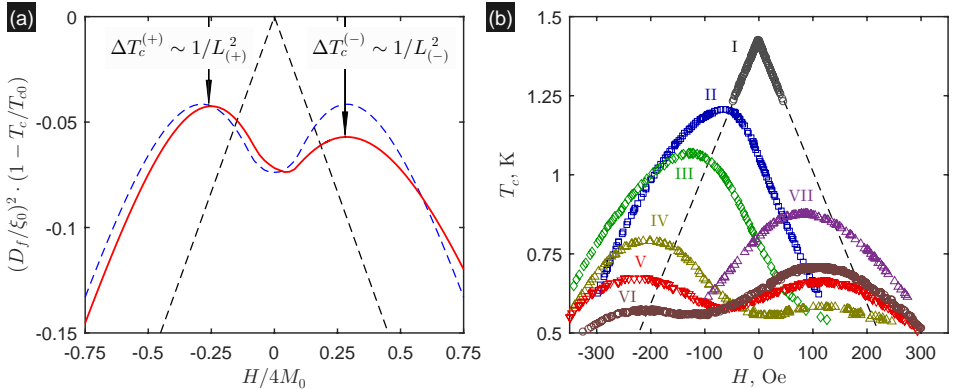 (a)
ΔT_c^{(+)} ∼ 1/L_{(+)}^2
ΔT_c^{(−)} ∼ 1/L_{(−)}^2
(D_f/ξ_0)^2 · (1 − T_c/T_{c0})
0
-0.05
-0.1
-0.15
-0.75
-0.5
-0.25
0
0.25
0.5
0.75
H/4M_0
(b)
T_c, K
1.5
1.25
1
0.75
0.5
I
II
III
IV
V
VI
VII
-300
-200
-100
0
100
200
300
H, Oe